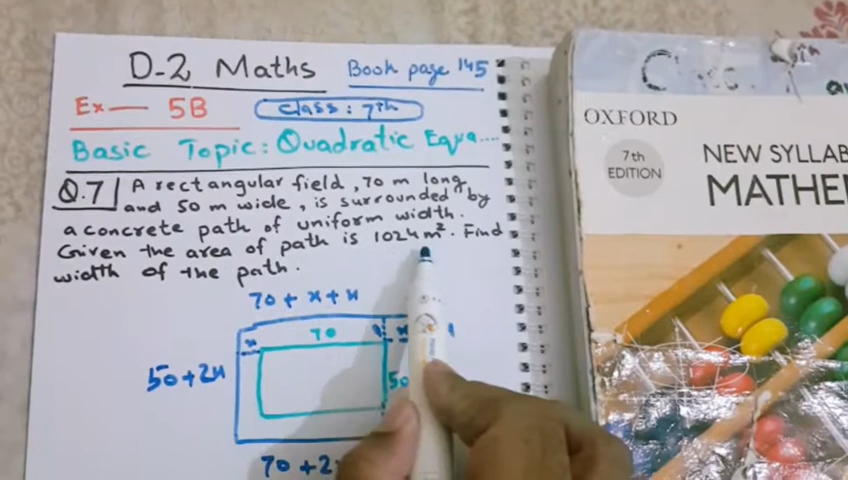 D-2 Maths
Book page 145
Ex— 5B
Class: 7th
Basic Topic: Quadratic Equa....
Q.7 A rectangular field, 70 m long
and 50 m wide, is surrounded by
a concrete path of uniform width.
Given the area of path is 1024 m². Find
width of the path.
70 + x + x
x 70 x
50+2x
50
70+2
OXFORD
7th
EDITION
NEW SYLLAB
MATHE